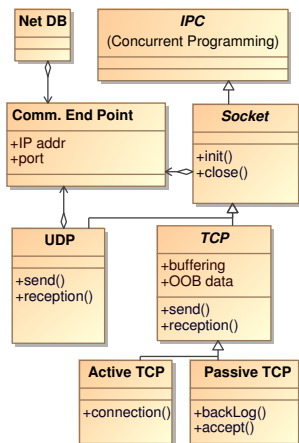 Net DB
IPC
(Concurrent Programming)
Comm. End Point
+IP addr
+port
Socket
+init()
+close()
UDP
+send()
+reception()
TCP
+buffering
+OOB data
+send()
+reception()
Active TCP
+connection()
Passive TCP
+backLog()
+accept()